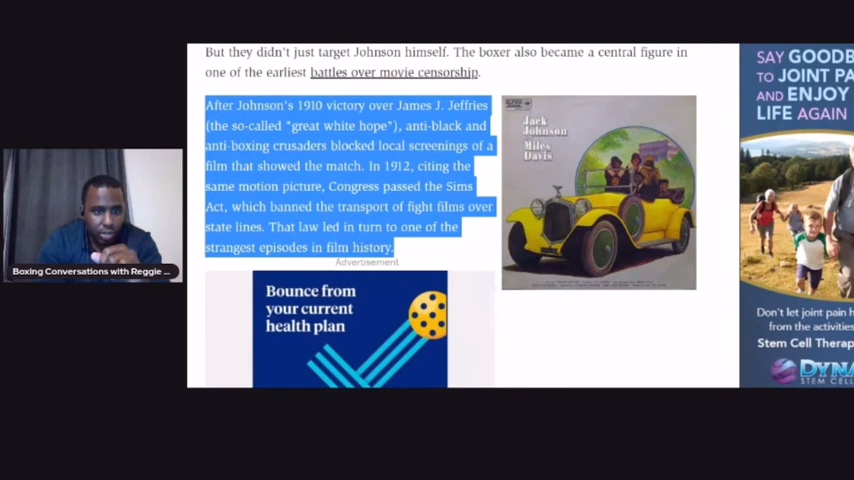 But they didn't just target Johnson himself. The boxer also became a central figure in
one of the earliest battles over movie censorship.
After Johnson's 1910 victory over James J. Jeffries
(the so-called "great white hope"), anti-black and
anti-boxing crusaders blocked local screenings of a
film that showed the match. In 1912, citing the
same motion picture, Congress passed the Sims
Act, which banned the transport of fight films over
state lines. That law led in turn to one of the
strangest episodes in film history.
Advertisement
Jack
Johnson
Miles
Davis
Bounce from
your current
health plan
Boxing Conversations with Reggie ...
SAY GOODB
TO JOINT PA
AND ENJOY
LIFE AGAIN
Don't let joint pain h
from the activities
Stem Cell Therap
DYNA
STEM CELL